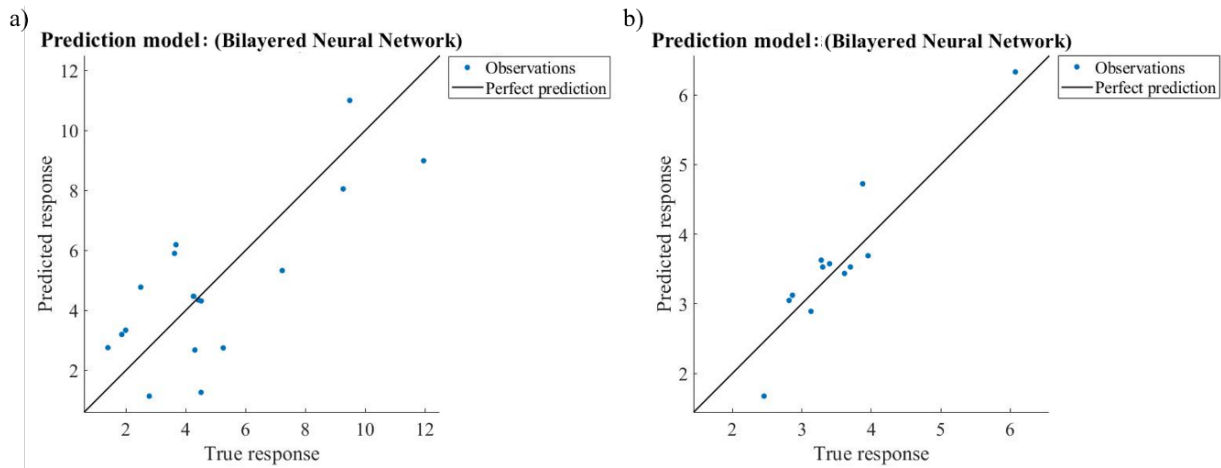 a)
Prediction model: (Bilayered Neural Network)
12
10
8
6
4
2
Predicted response
2 4 6 8 10 12
True response
Observations
Perfect prediction
b)
Prediction model: (Bilayered Neural Network)
6
5
4
3
2
Predicted response
2 3 4 5 6
True response
Observations
Perfect prediction